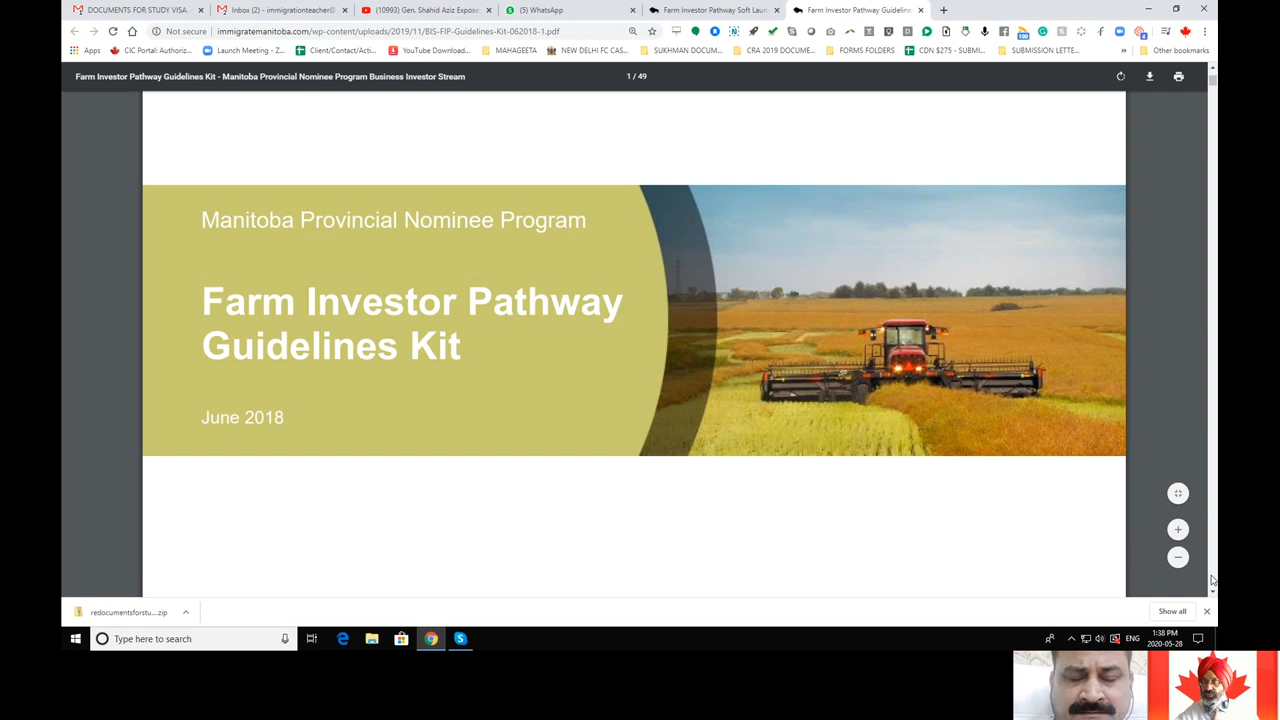 DOCUMENTS FOR STUDY VISA
Inbox (2) - immigrationteacher@
(10993) Gen. Shahid Aziz Expose
(5) WhatsApp
Farm Investor Pathway Soft Laun
Farm Investor Pathway Guideline
Not secure
immigratemanitoba.com/wp-content/uploads/2019/11/BIS-FIP-Guidelines-Kit-062018-1.pdf
Apps
CIC Portal: Authoriz...
Launch Meeting - Z...
Client/Contact/Acti...
YouTube Download...
MAHAGEETA
NEW DELHI FC CAS...
SUKHMAN DOCUM...
CRA 2019 DOCUME...
FORMS FOLDERS
CDN $275 - SUBMI...
SUBMISSION LETTE...
»
Other bookmarks
Farm Investor Pathway Guidelines Kit - Manitoba Provincial Nominee Program Business Investor Stream
1 / 49
Manitoba Provincial Nominee Program
Farm Investor Pathway
Guidelines Kit
June 2018
redocumentsforstu....zip
Show all
Type here to search
ENG
1:38 PM
2020-05-28